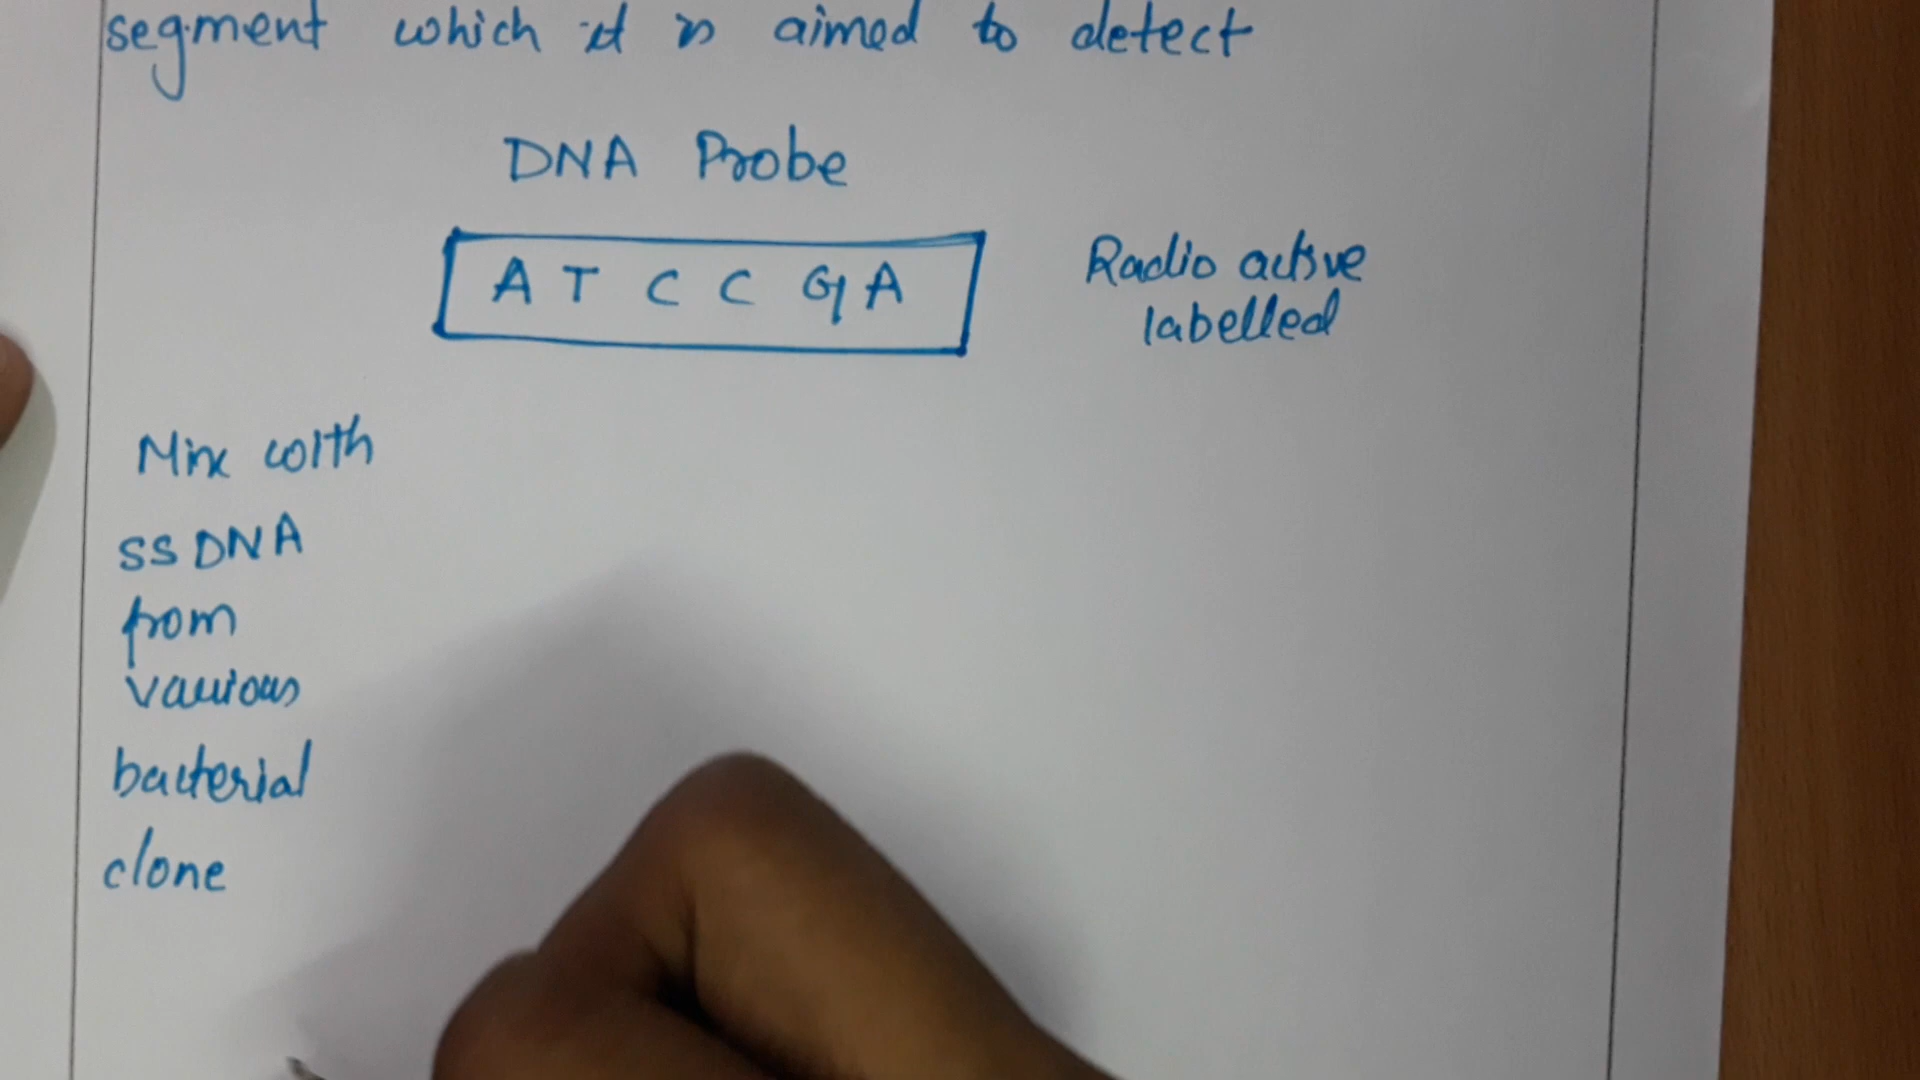 segment which it is aimed to detect
DNA Probe
A T C C G A
Radio active
labelled
Mix with
SS DNA
from
various
bacterial
clone